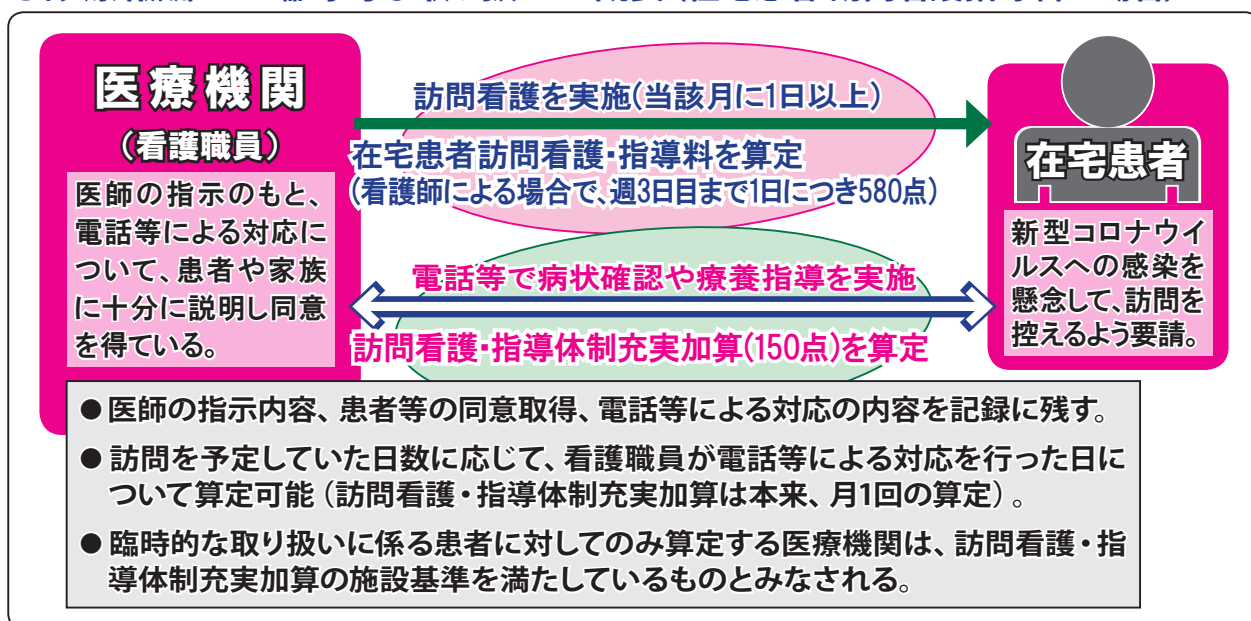 医療機関
(看護職員)
医師の指示のもと、
電話等による対応に
ついて、患者や家族
に十分に説明し同意
を得ている。
訪問看護を実施(当該月に1日以上)
在宅患者訪問看護・指導料を算定
(看護師による場合で、週3日目まで1日につき580点)
電話等で病状確認や療養指導を実施
訪問看護・指導体制充実加算(150点)を算定
在宅患者
新型コロナウイ
ルスへの感染を
懸念して、訪問を
控えるよう要請。
● 医師の指示内容、患者等の同意取得、電話等による対応の内容を記録に残す。
● 訪問を予定していた日数に応じて、看護職員が電話等による対応を行った日に
ついて算定可能（訪問看護・指導体制充実加算は本来、月1回の算定）。
● 臨時的な取り扱いに係る患者に対してのみ算定する医療機関は、訪問看護・指
導体制充実加算の施設基準を満たしているものとみなされる。